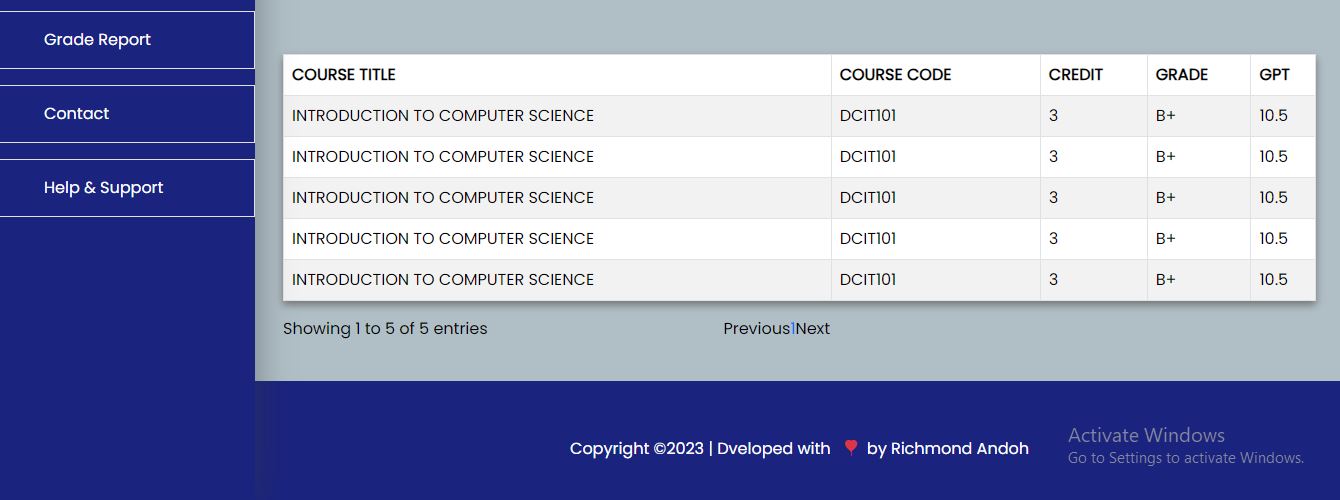 Grade Report
Contact
Help & Support
COURSE TITLE COURSE CODE CREDIT GRADE GPT
INTRODUCTION TO COMPUTER SCIENCE DCIT101 3 B+ 10.5
INTRODUCTION TO COMPUTER SCIENCE DCIT101 3 B+ 10.5
INTRODUCTION TO COMPUTER SCIENCE DCIT101 3 B+ 10.5
INTRODUCTION TO COMPUTER SCIENCE DCIT101 3 B+ 10.5
INTRODUCTION TO COMPUTER SCIENCE DCIT101 3 B+ 10.5
Showing 1 to 5 of 5 entries Previous1Next
Copyright ©2023 | Dveloped with by Richmond Andoh
Activate Windows
Go to Settings to activate Windows.